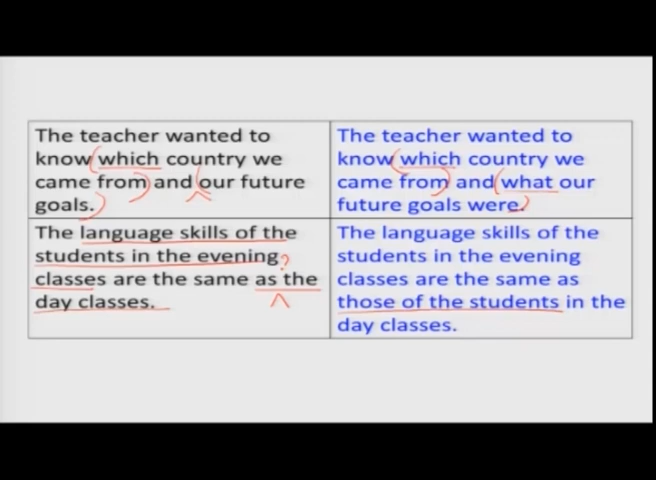 The teacher wanted to
know which country we
came from and our future
goals.
The teacher wanted to
know which country we
came from and what our
future goals were.
The language skills of the
students in the evening
?
classes are the same as the
day classes.
The language skills of the
students in the evening
classes are the same as
those of the students in the
day classes.